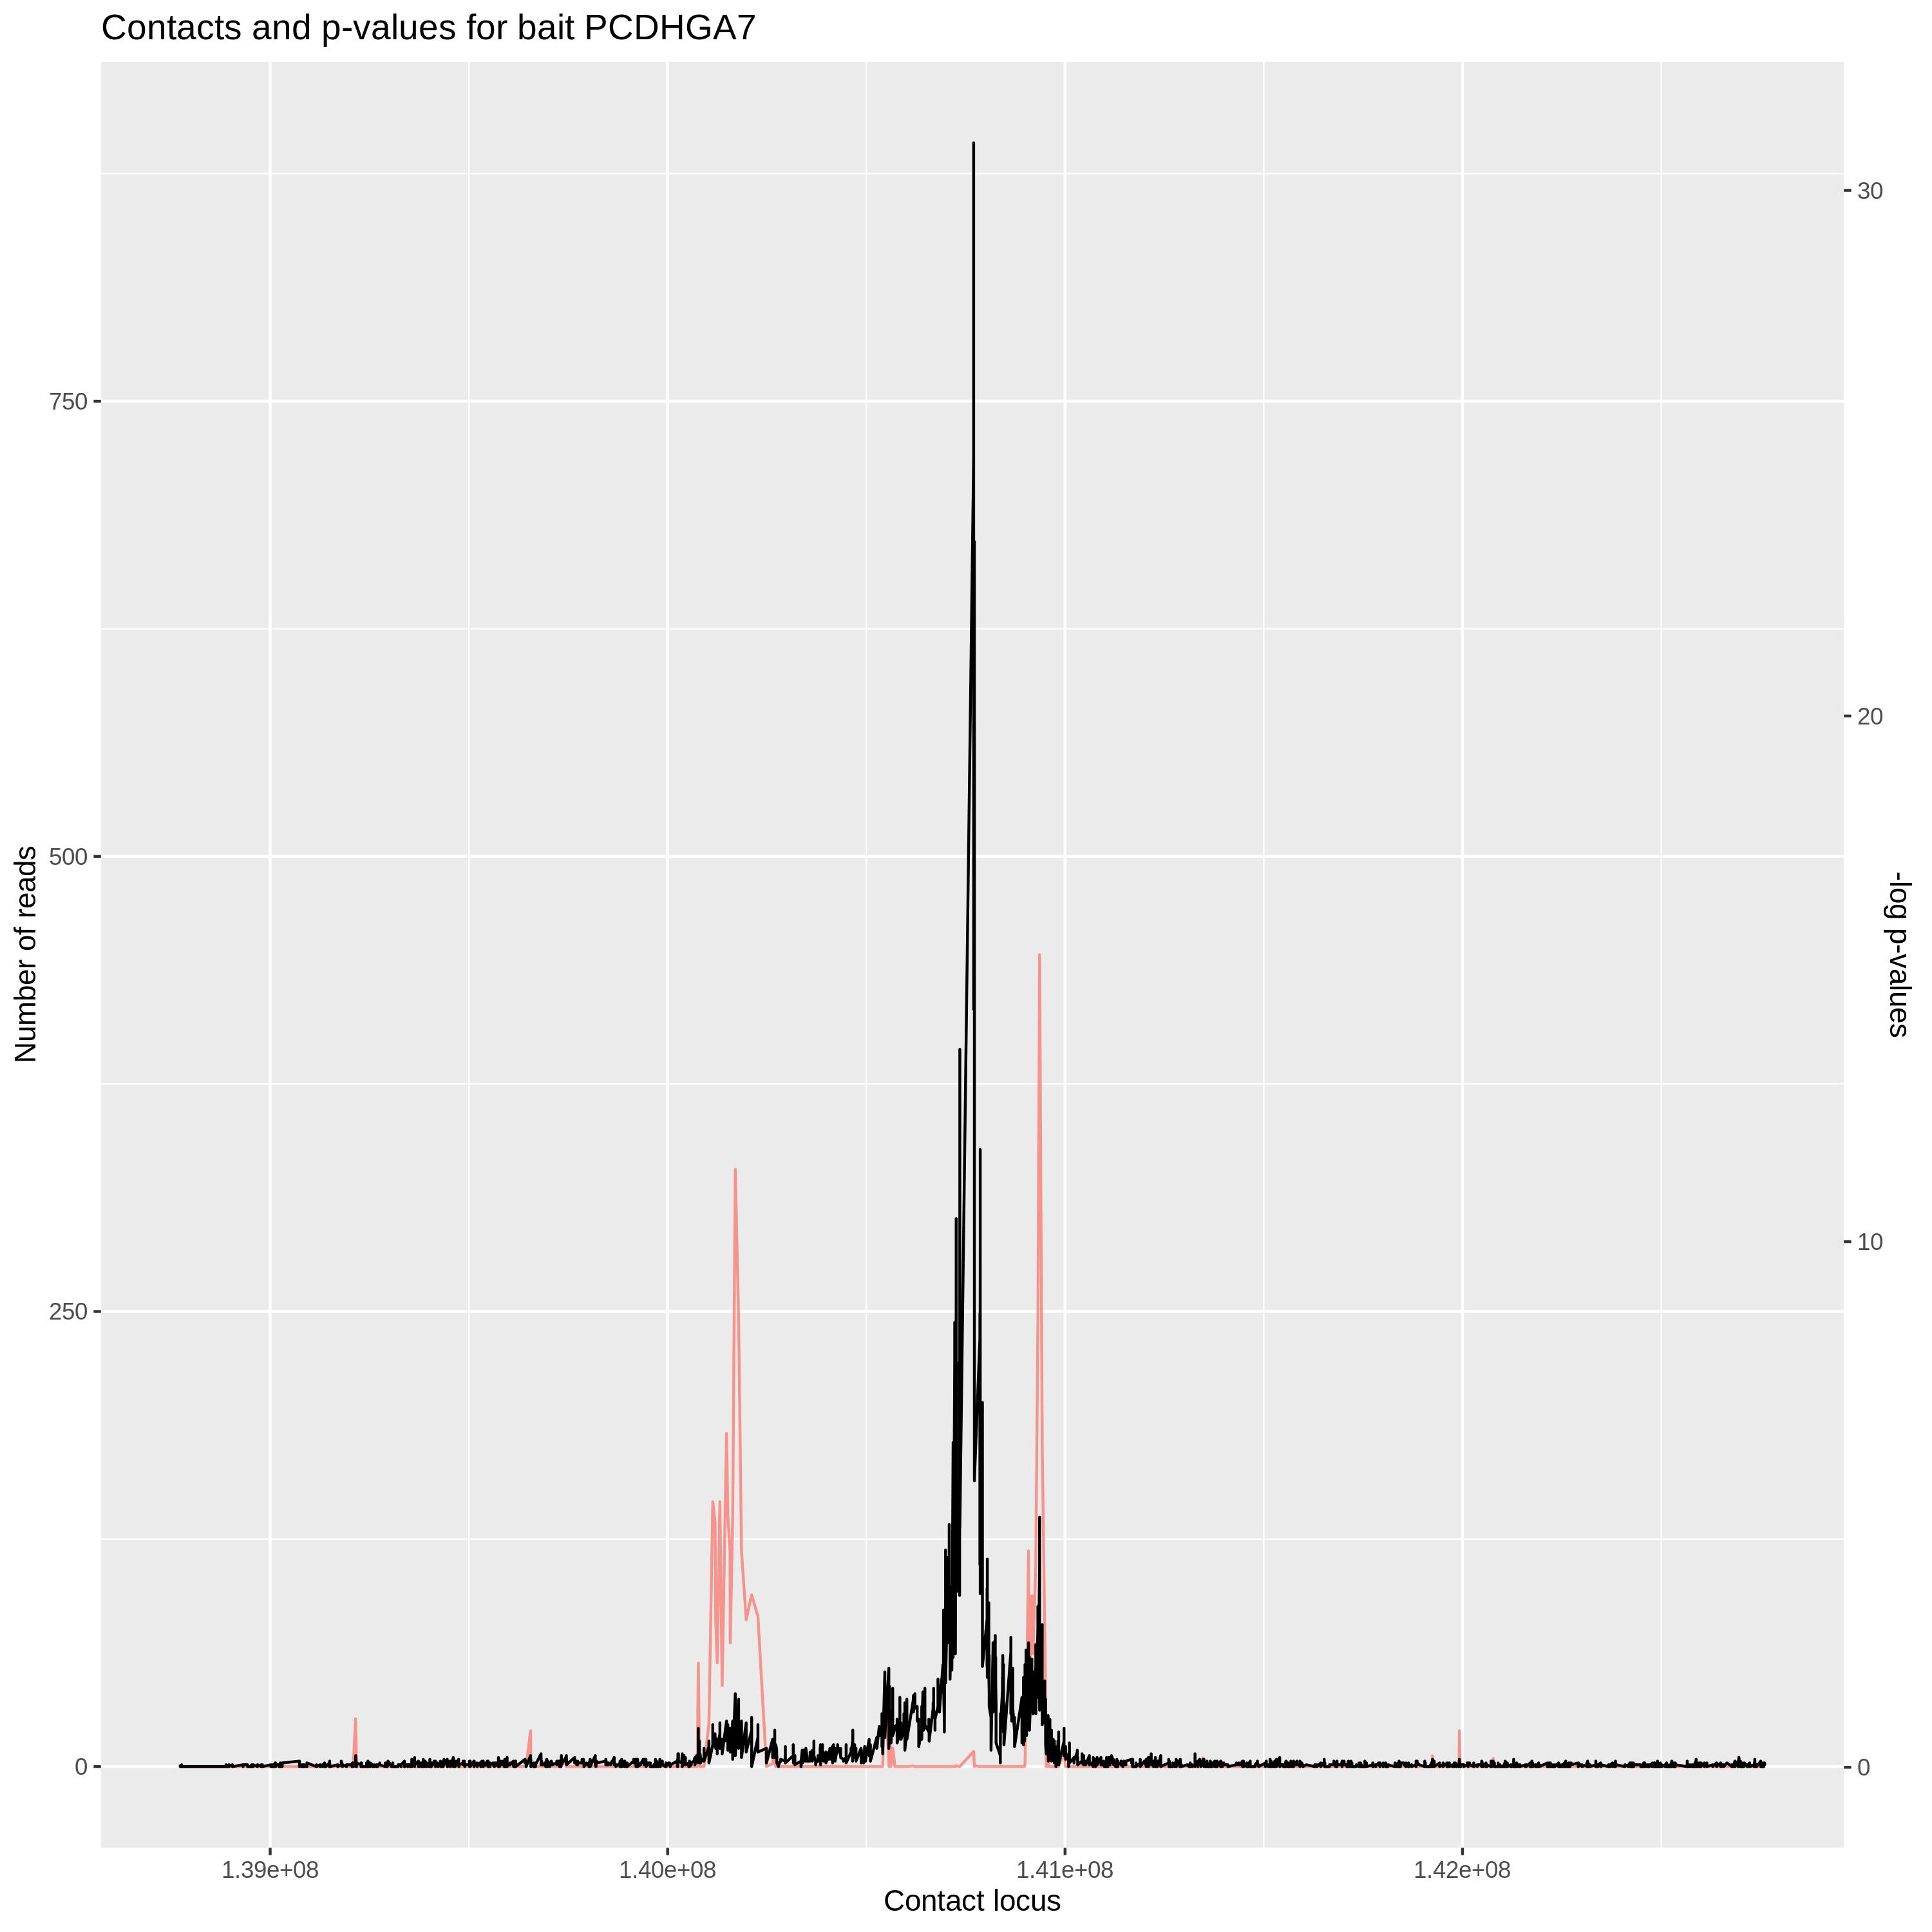 Contacts and p-values for bait PCDHGA7
Number of reads
750
500
250
0
30
20
10
0
-log p-values
1.39e+08
1.40e+08
1.41e+08
1.42e+08
Contact locus